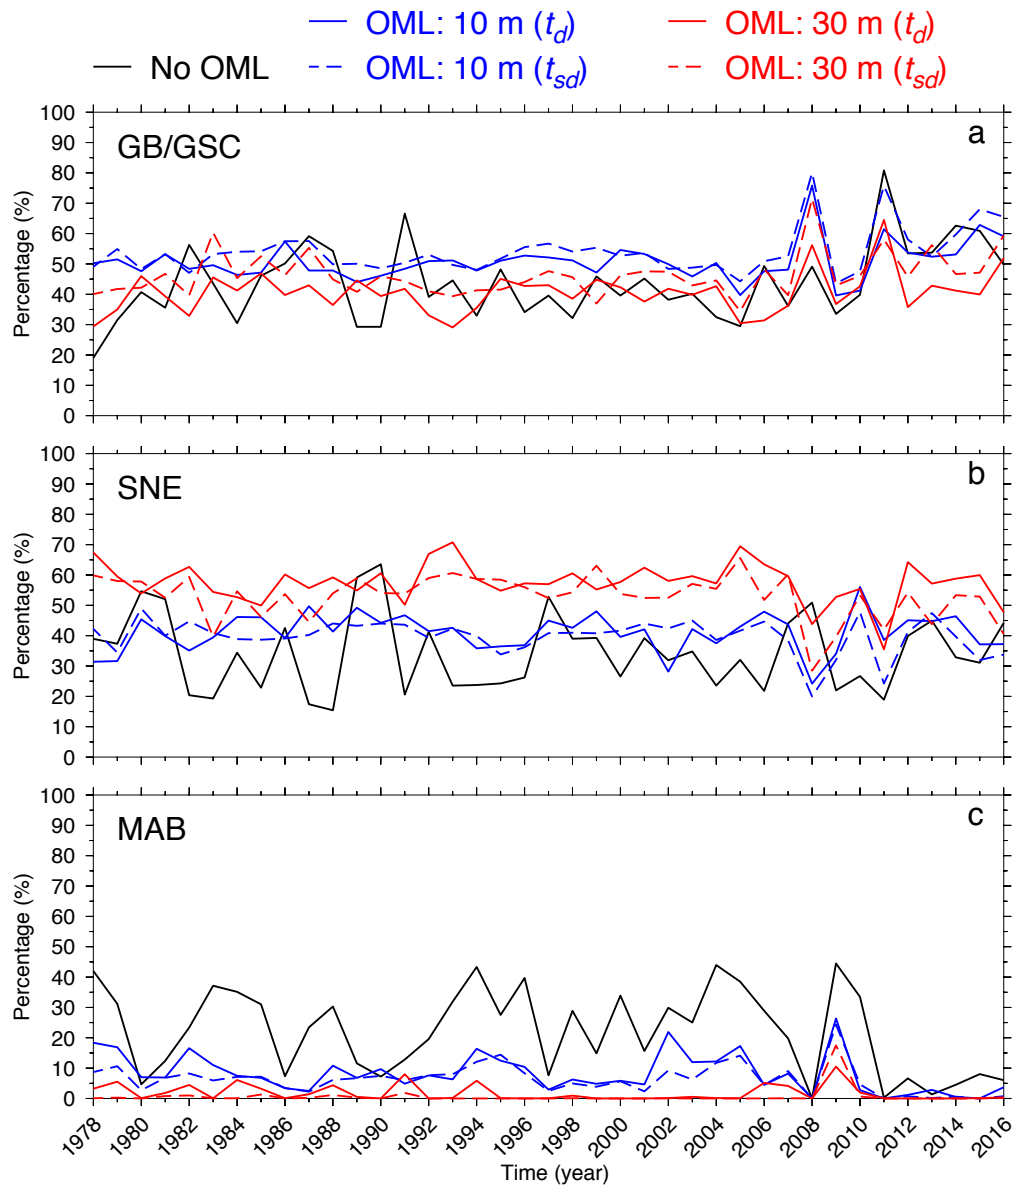 OML: 10 m (td) OML: 30 m (td)
No OML OML: 10 m (tsd) OML: 30 m (tsd)
100
90
80
70
60
50
40
30
20
10
0
Percentage (%)
GB/GSC
a
100
90
80
70
60
50
40
30
20
10
0
Percentage (%)
SNE
b
100
90
80
70
60
50
40
30
20
10
0
Percentage (%)
MAB
c
1978 1980 1982 1984 1986 1988 1990 1992 1994 1996 1998 2000 2002 2004 2006 2008 2010 2012 2014 2016
Time (year)